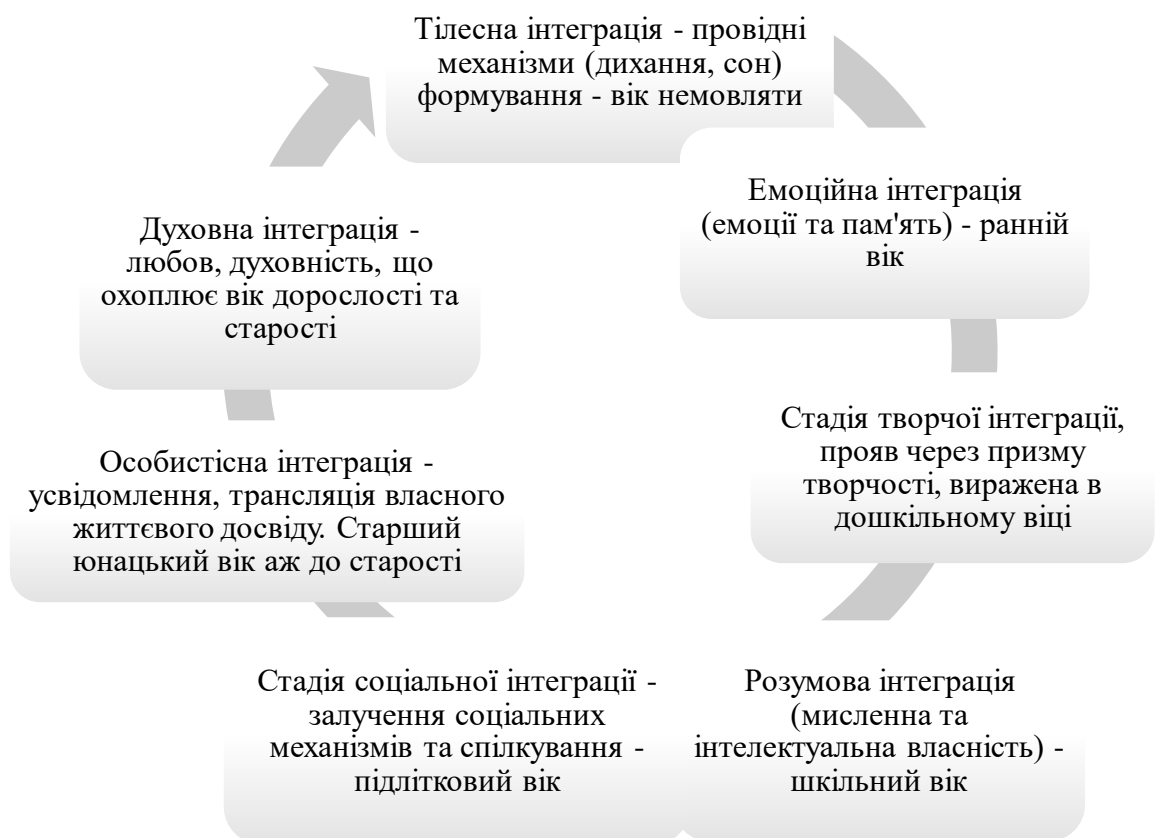 Тілесна інтеграція - провідні
механізми (дихання, сон)
формування - вік немовляти
Емоційна інтеграція
(емоції та пам'ять) - ранній
вік
Стадія творчої інтеграції,
прояв через призму
творчості, виражена в
дошкільному віці
Розумова інтеграція
(мисленна та
інтелектуальна власність) -
шкільний вік
Стадія соціальної інтеграції -
залучення соціальних
механізмів та спілкування -
підлітковий вік
Особистісна інтеграція -
усвідомлення, трансляція власного
життєвого досвіду. Старший
юнацький вік аж до старості
Духовна інтеграція -
любов, духовність, що
охоплює вік дорослості та
старості